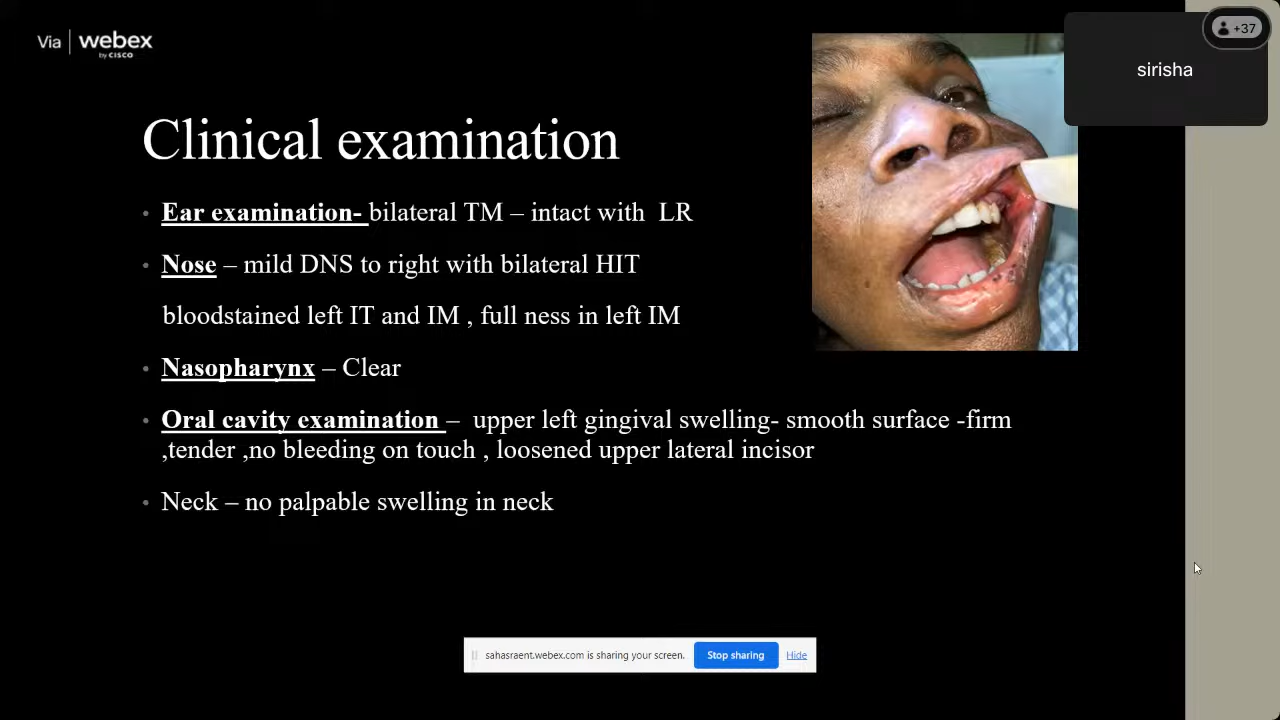 Via | webex
by CISCO
+37
sirisha
Clinical examination
• Ear examination- bilateral TM – intact with LR
• Nose – mild DNS to right with bilateral HIT
bloodstained left IT and IM , full ness in left IM
• Nasopharynx – Clear
• Oral cavity examination – upper left gingival swelling- smooth surface -firm
,tender ,no bleeding on touch , loosened upper lateral incisor
• Neck – no palpable swelling in neck
sahasraent.webex.com is sharing your screen. Stop sharing Hide